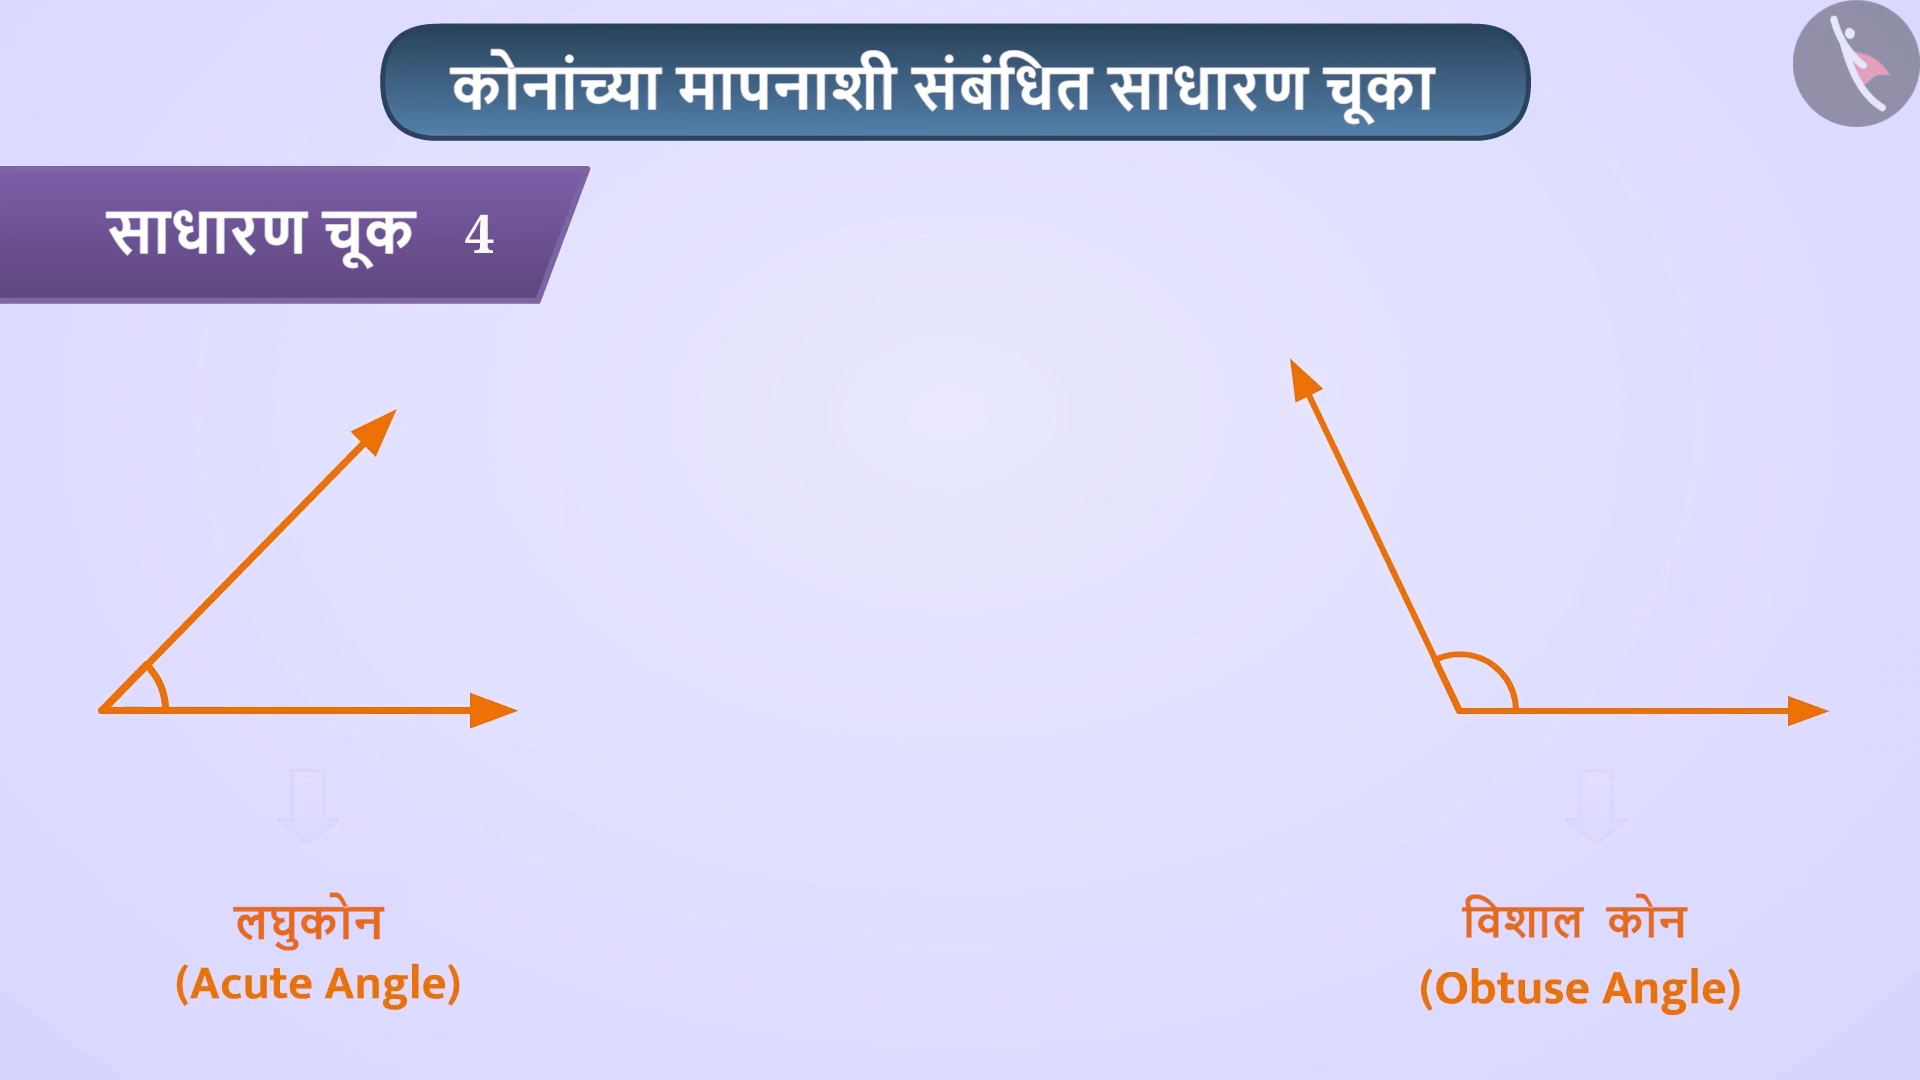 कोनांच्या मापनाशी संबंधित साधारण चूका
साधारण चूक 4
लघुकोन
(Acute Angle)
विशाल कोन
(Obtuse Angle)